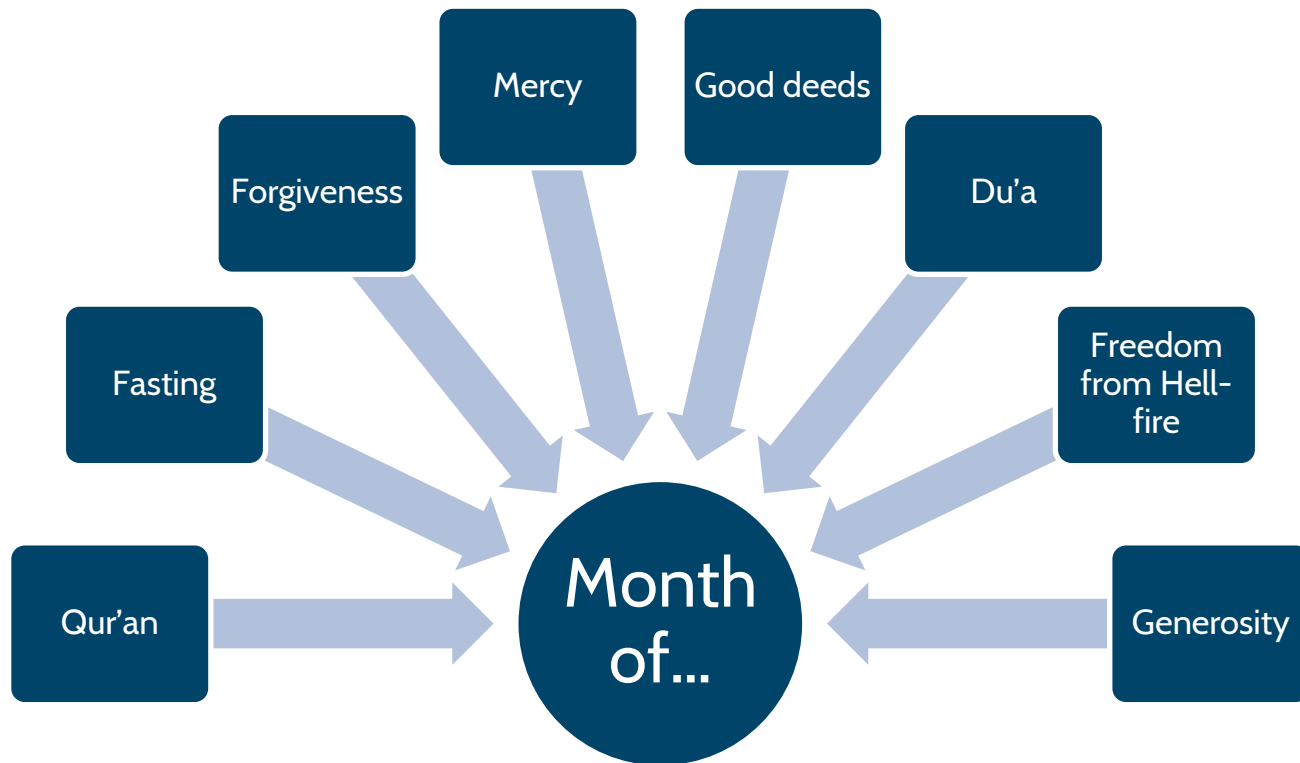 Mercy
Good deeds
Forgiveness
Du’a
Fasting
Freedom
from Hell-
fire
Qur’an
Month
of...
Generosity